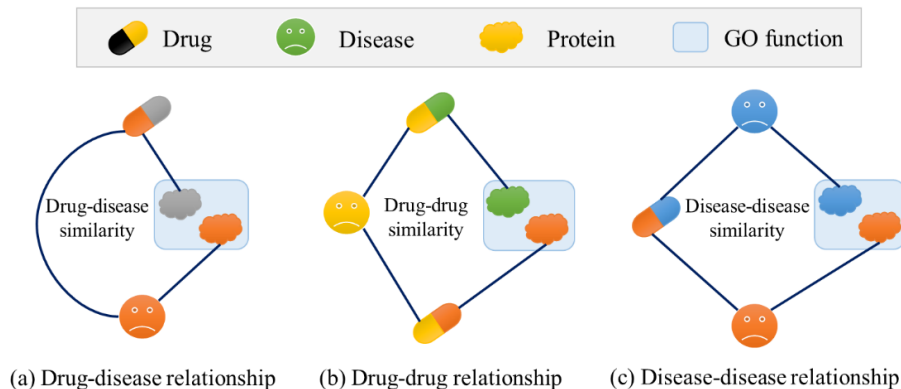 Drug Disease Protein GO function
Drug-disease
similarity
Drug-drug
similarity
Disease-disease
similarity
(a) Drug-disease relationship
(b) Drug-drug relationship
(c) Disease-disease relationship